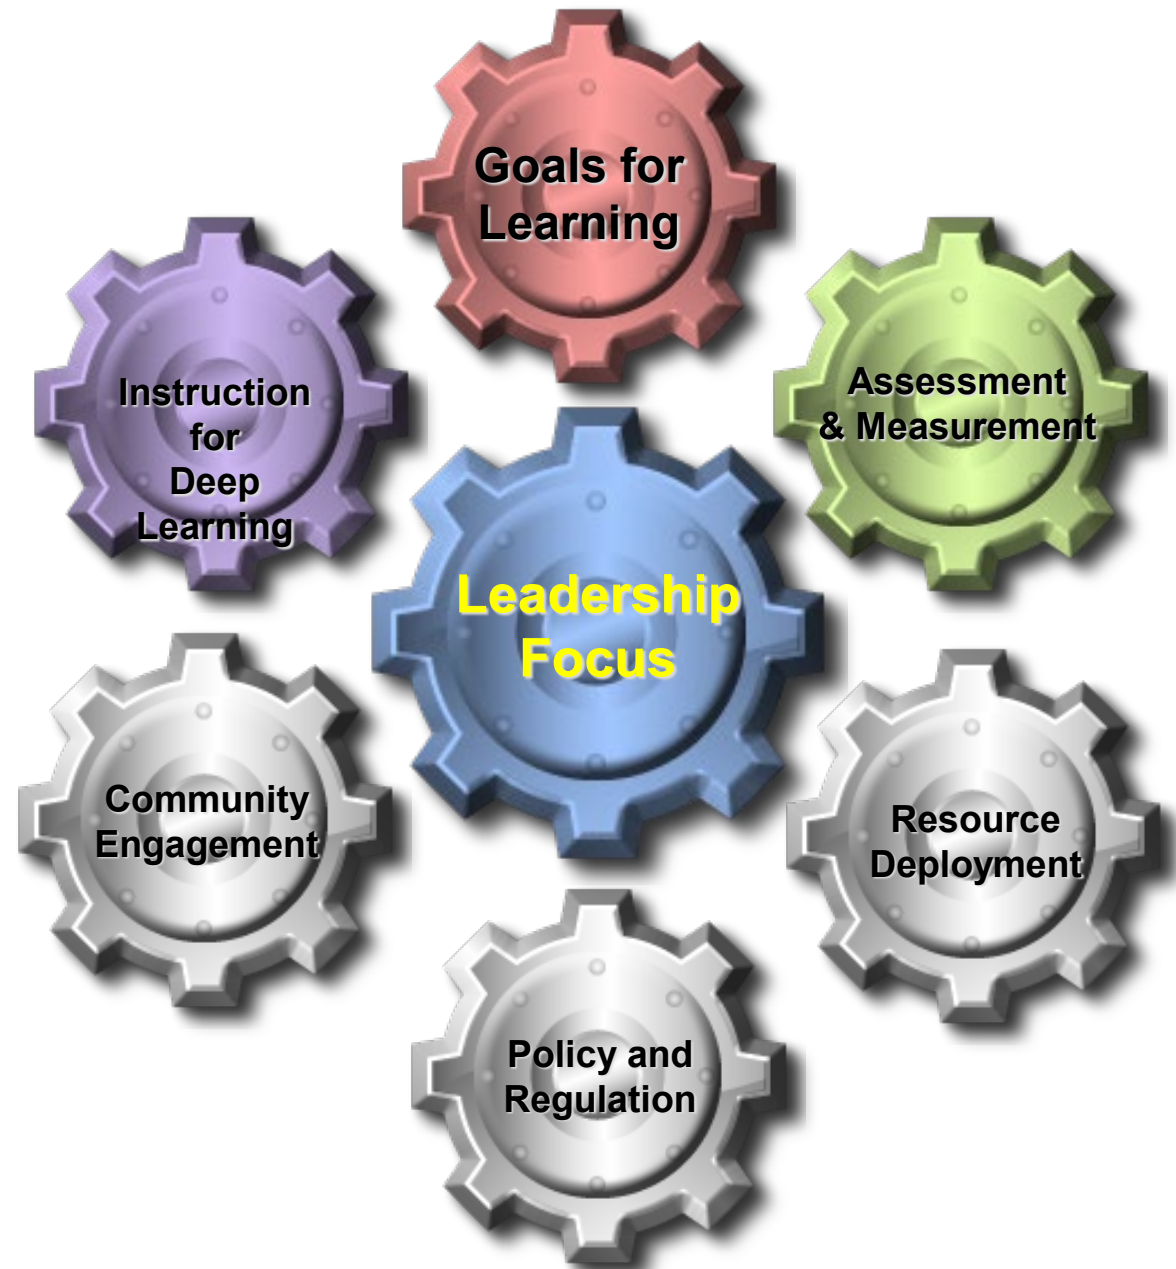 Goals for
Learning
Instruction
for
Deep
Learning
Assessment
& Measurement
Leadership
Focus
Community
Engagement
Resource
Deployment
Policy and
Regulation